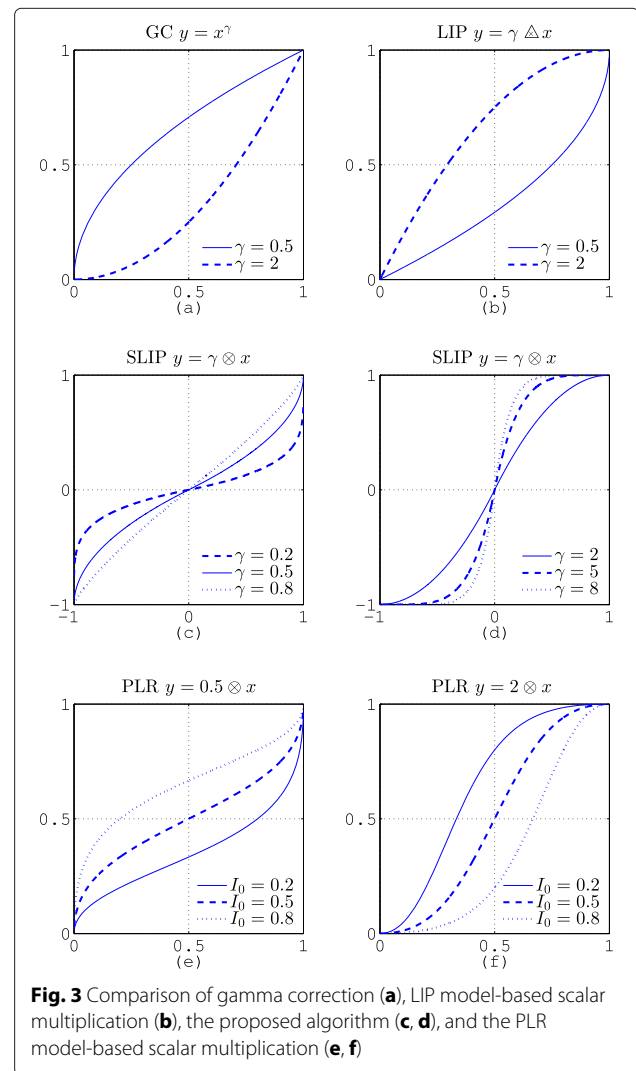 GC y = x^γ
1
0.5
0
0
0.5
1
γ = 0.5
γ = 2
(a)
LIP y = γ ⨻ x
1
0.5
0
0
0.5
1
γ = 0.5
γ = 2
(b)
SLIP y = γ ⊗ x
1
0
−1
−1
0
1
γ = 0.2
γ = 0.5
γ = 0.8
(c)
SLIP y = γ ⊗ x
1
0
−1
−1
0
1
γ = 2
γ = 5
γ = 8
(d)
PLR y = 0.5 ⊗ x
1
0.5
0
0
0.5
1
I₀ = 0.2
I₀ = 0.5
I₀ = 0.8
(e)
PLR y = 2 ⊗ x
1
0.5
0
0
0.5
1
I₀ = 0.2
I₀ = 0.5
I₀ = 0.8
(f)
Fig. 3 Comparison of gamma correction (a), LIP model-based scalar
multiplication (b), the proposed algorithm (c, d), and the PLR
model-based scalar multiplication (e, f)